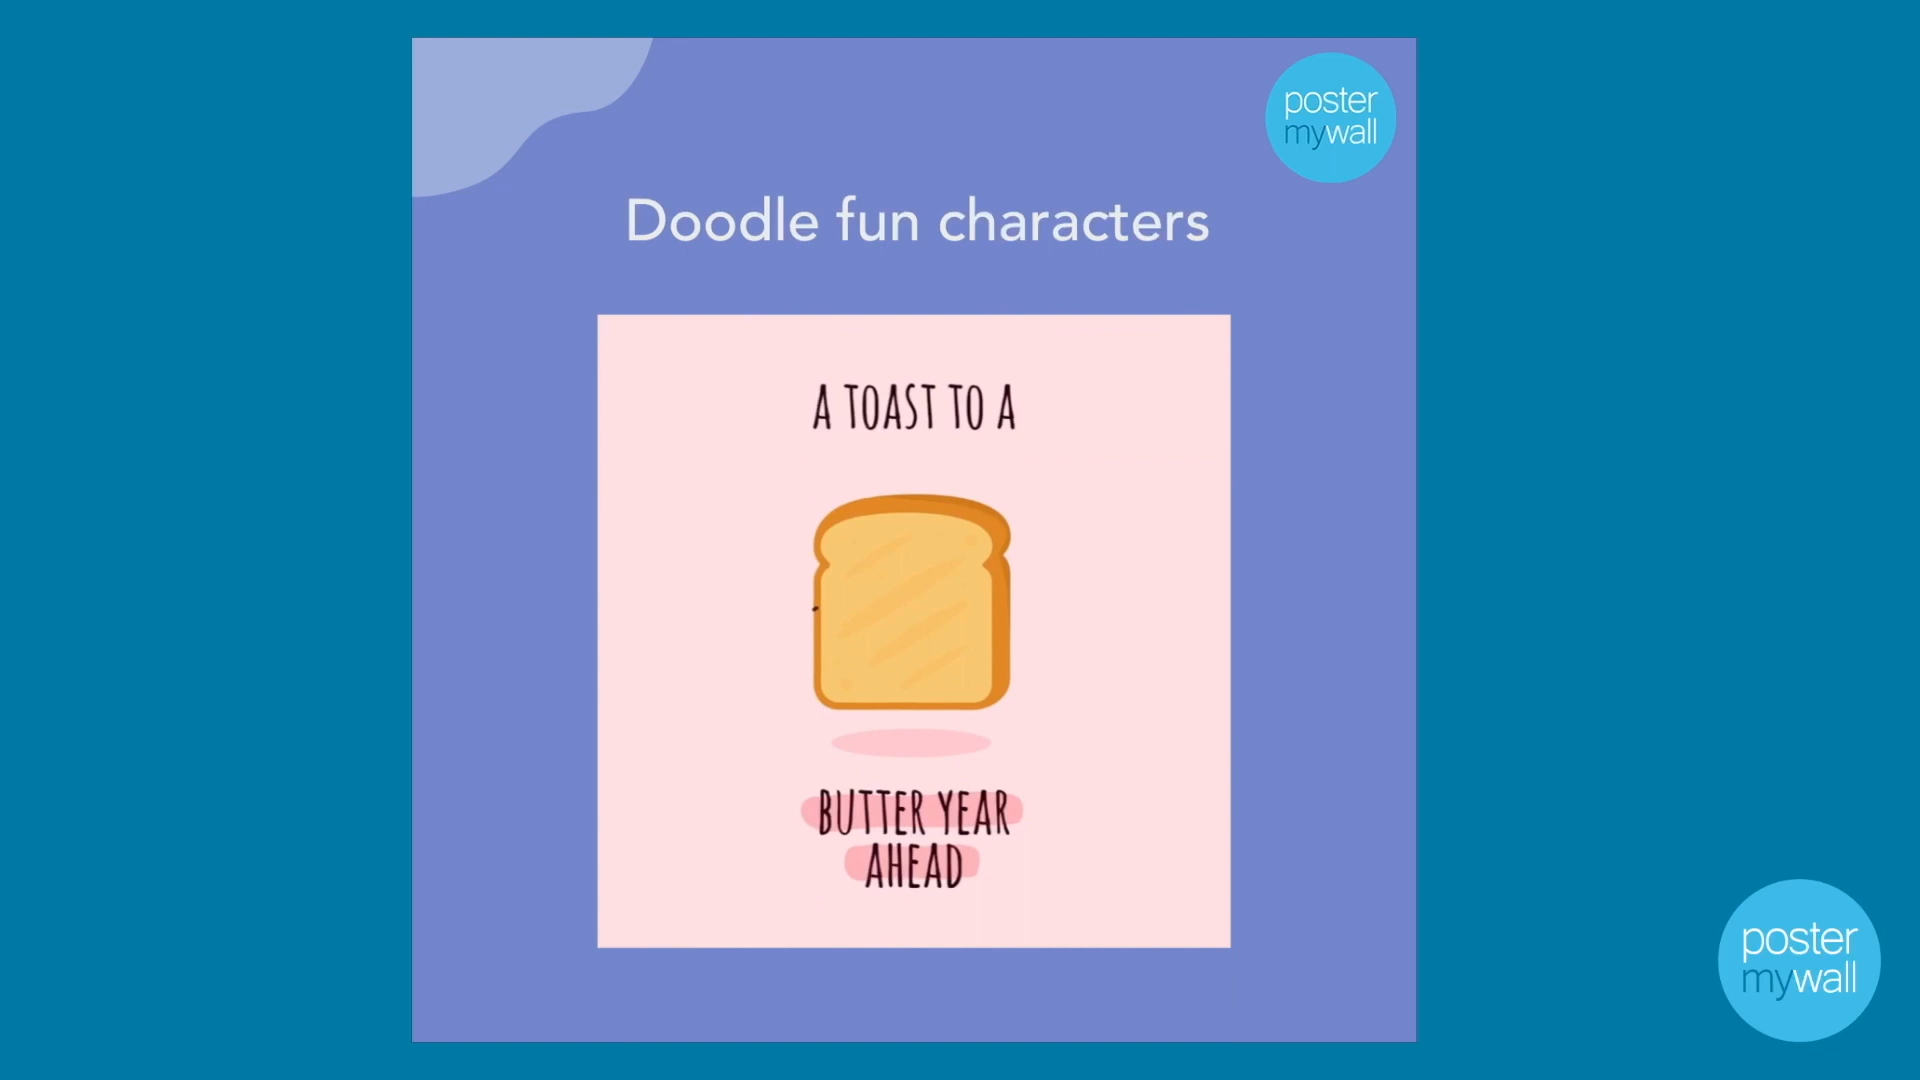 poster
mywall
Doodle fun characters
A TOAST TO A
BUTTER YEAR
AHEAD
poster
mywall